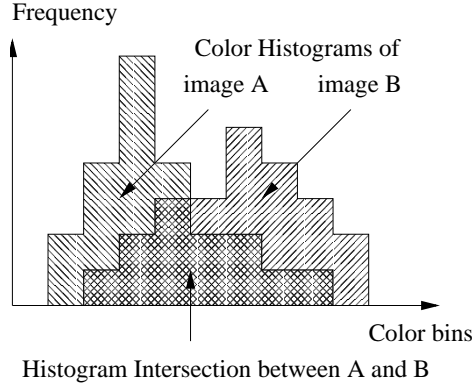 Frequency
Color Histograms of
image A image B
Color bins
Histogram Intersection between A and B